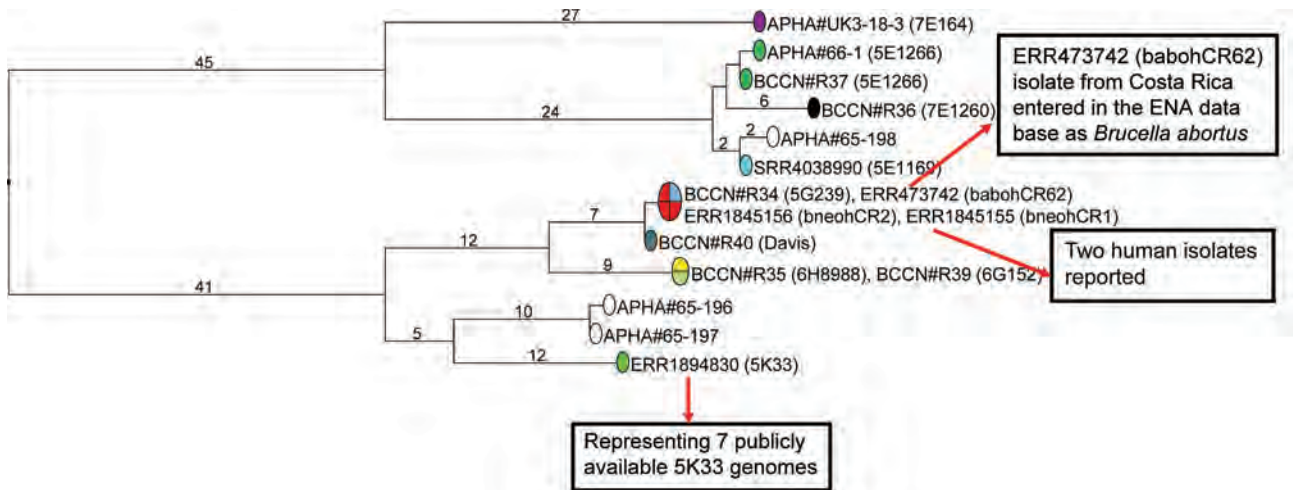 27
APHA#UK3-18-3 (7E164)
APHA#66-1 (5E1266)
45
BCCN#R37 (5E1266)
6
BCCN#R36 (7E1260)
24
2
APHA#65-198
2
SRR4038990 (5E1169)
ERR473742 (babohCR62)
isolate from Costa Rica
entered in the ENA data
base as Brucella abortus
BCCN#R34 (5G239), ERR473742 (babohCR62)
7
ERR1845156 (bneohCR2), ERR1845155 (bneohCR1)
12
BCCN#R40 (Davis)
9
BCCN#R35 (6H8988), BCCN#R39 (6G152)
Two human isolates
reported
41
APHA#65-196
10
APHA#65-197
5
12
ERR1894830 (5K33)
Representing 7 publicly
available 5K33 genomes